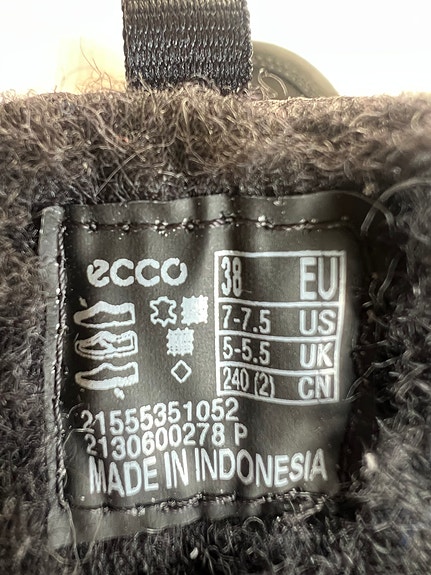 ecco
38 EU
7-7.5 US
5-5.5 UK
240 (2) CN
21555351052
2130600278 P
MADE IN INDONESIA